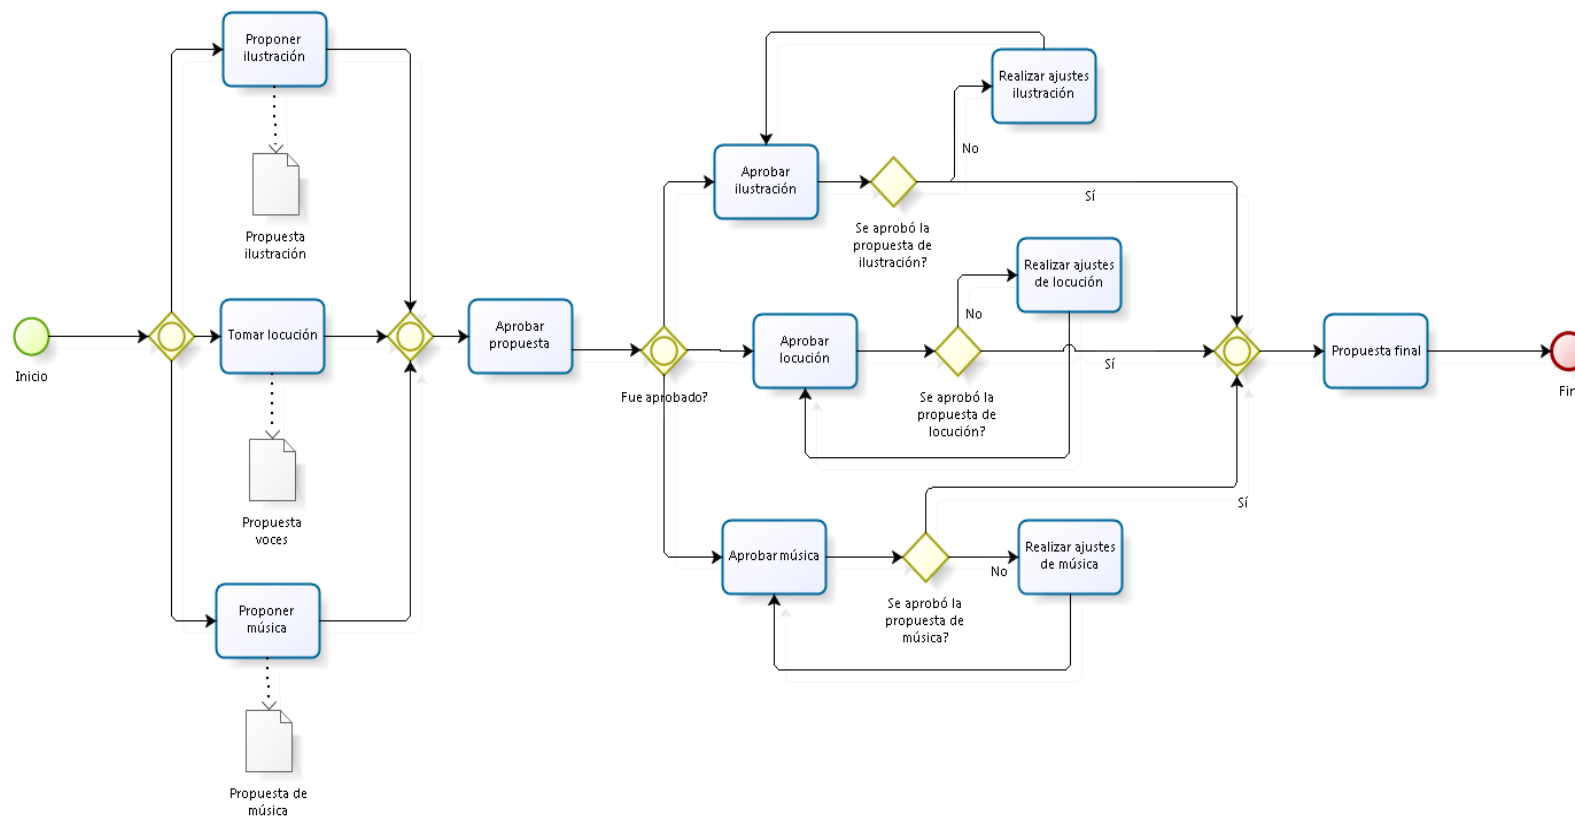 Proponer
ilustración
Propuesta
ilustración
Inicio
Tomar locución
Propuesta
voces
Proponer
música
Propuesta de
música
Aprobar
propuesta
Fue aprobado?
Aprobar
ilustración
Se aprobó la
propuesta de
ilustración?
No
Realizar ajustes
ilustración
Sí
Aprobar
locución
Se aprobó la
propuesta de
locución?
No
Realizar ajustes
de locución
Sí
Aprobar música
Se aprobó la
propuesta de
música?
No
Realizar ajustes
de música
Sí
Propuesta final
Fin